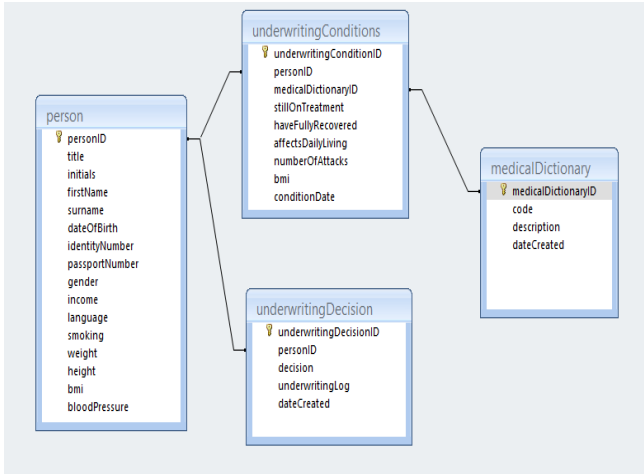 underwritingConditions
underwritingConditionID
personID
medicalDictionaryID
stillOnTreatment
haveFullyRecovered
affectsDailyLiving
numberOfAttacks
bmi
conditionDate
person
personID
title
initials
firstName
surname
dateOfBirth
identityNumber
passportNumber
gender
income
language
smoking
weight
height
bmi
bloodPressure
medicalDictionary
medicalDictionaryID
code
description
dateCreated
underwritingDecision
underwritingDecisionID
personID
decision
underwritingLog
dateCreated